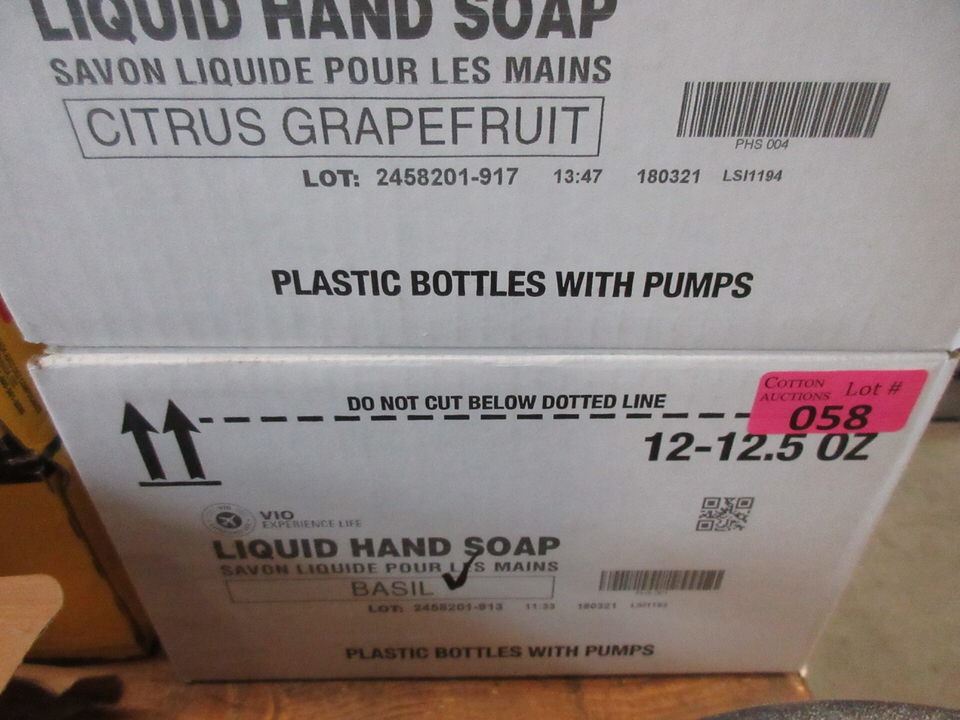 LIQUID HAND SOAP
SAVON LIQUIDE POUR LES MAINS
CITRUS GRAPEFRUIT
PHS 004
LOT: 2458201-917 13:47 180321 LSI1194
PLASTIC BOTTLES WITH PUMPS
DO NOT CUT BELOW DOTTED LINE
COTTON AUCTIONS Lot #
058
12-12.5 OZ
VIO
EXPERIENCE LIFE
LIQUID HAND SOAP
SAVON LIQUIDE POUR LES MAINS
BASIL
LOT: 2458201-913 11:33 180321
PLASTIC BOTTLES WITH PUMPS